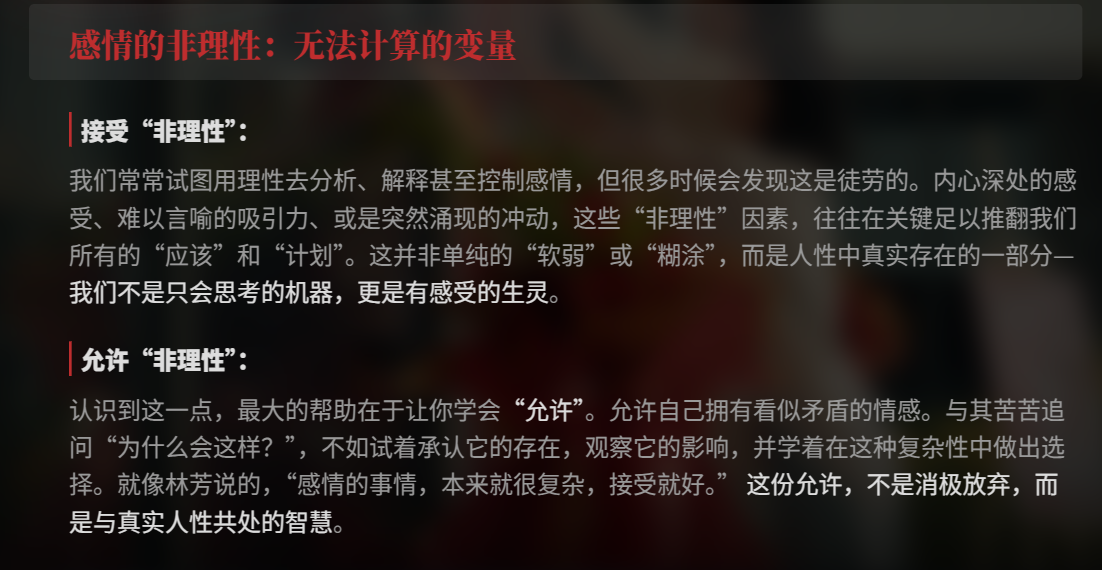 感情的非理性：无法计算的变量
接受“非理性”：
我们常常试图用理性去分析、解释甚至控制感情，但很多时候会发现这是徒劳的。内心深处的感
受、难以言喻的吸引力、或是突然涌现的冲动，这些“非理性”因素，往往在关键足以推翻我们
所有的“应该”和“计划”。这并非单纯的“软弱”或“糊涂”，而是人性中真实存在的一部分—
我们不是只会思考的机器，更是有感受的生灵。
允许“非理性”：
认识到这一点，最大的帮助在于让你学会“允许”。允许自己拥有看似矛盾的情感。与其苦苦追
问“为什么会这样？”，不如试着承认它的存在，观察它的影响，并学着在这种复杂性中做出选
择。就像林芳说的，“感情的事情，本来就很复杂，接受就好。” 这份允许，不是消极放弃，而
是与真实人性共处的智慧。